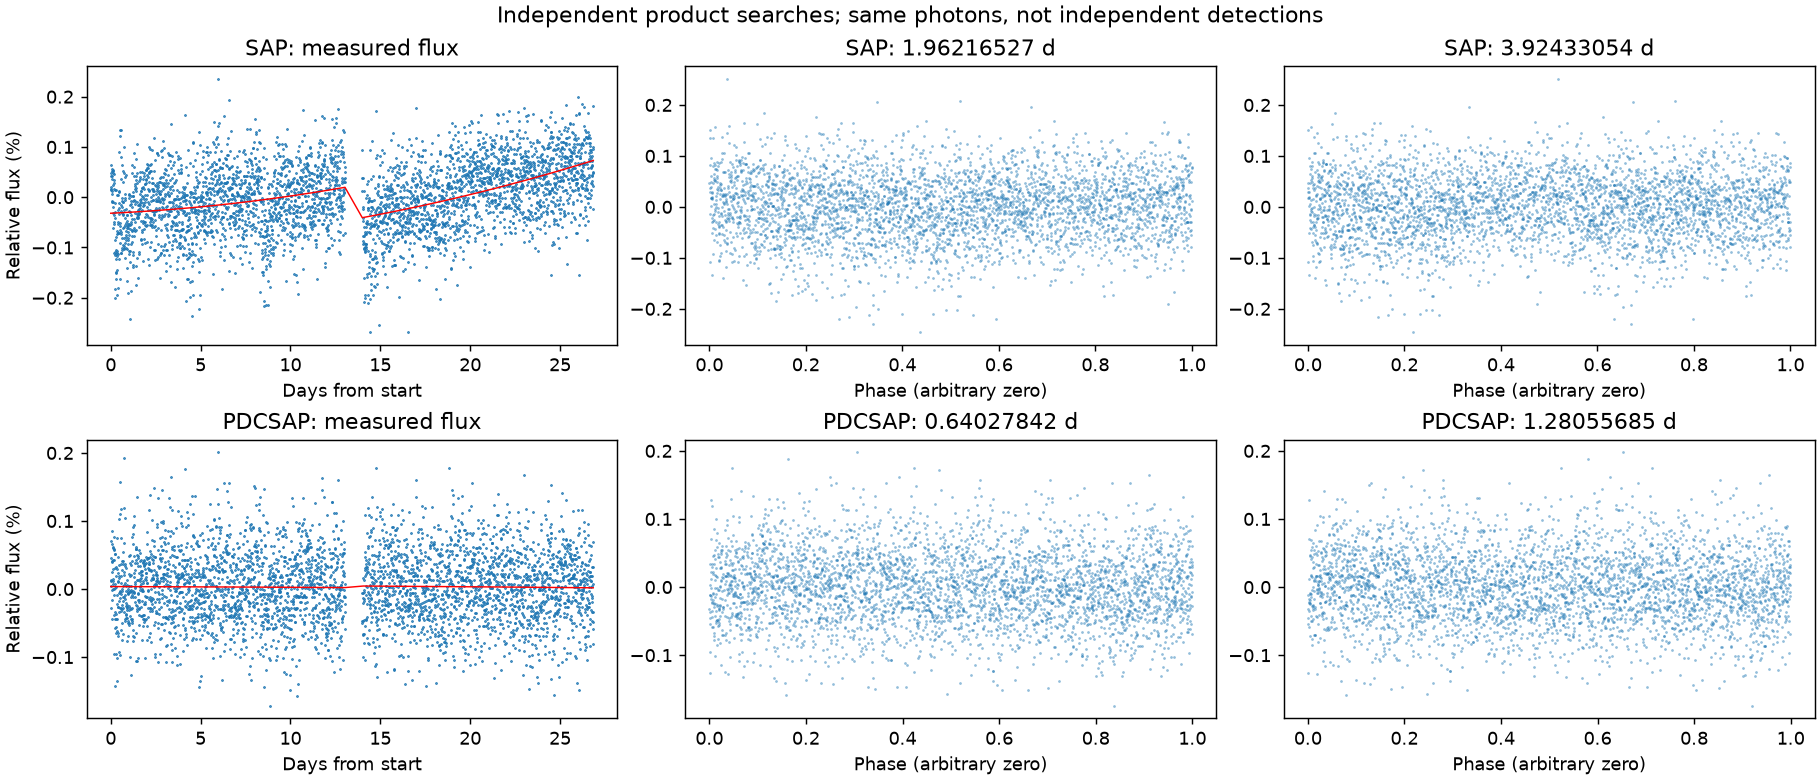 Independent product searches; same photons, not independent detections
SAP: measured flux
SAP: 1.96216527 d
SAP: 3.92433054 d
Relative flux (%)
0.2
0.1
0.0
−0.1
−0.2
0.2
0.1
0.0
−0.1
−0.2
0.2
0.1
0.0
−0.1
−0.2
0 5 10 15 20 25
0.0 0.2 0.4 0.6 0.8 1.0
0.0 0.2 0.4 0.6 0.8 1.0
Days from start
Phase (arbitrary zero)
Phase (arbitrary zero)
PDCSAP: measured flux
PDCSAP: 0.64027842 d
PDCSAP: 1.28055685 d
Relative flux (%)
0.2
0.1
0.0
−0.1
0.2
0.1
0.0
−0.1
0.2
0.1
0.0
−0.1
0 5 10 15 20 25
0.0 0.2 0.4 0.6 0.8 1.0
0.0 0.2 0.4 0.6 0.8 1.0
Days from start
Phase (arbitrary zero)
Phase (arbitrary zero)